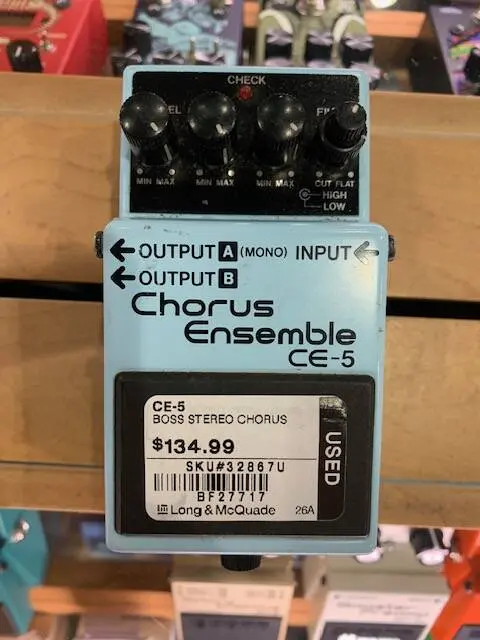 CHECK
MIN MAX MIN MAX MIN MAX CUT FLAT
HIGH
LOW
OUTPUT A (MONO) INPUT
OUTPUT B
Chorus
Ensemble
CE-5
CE-5
BOSS STEREO CHORUS
$134.99
SKU#32867U
BF27717
Long & McQuade 26A
USED